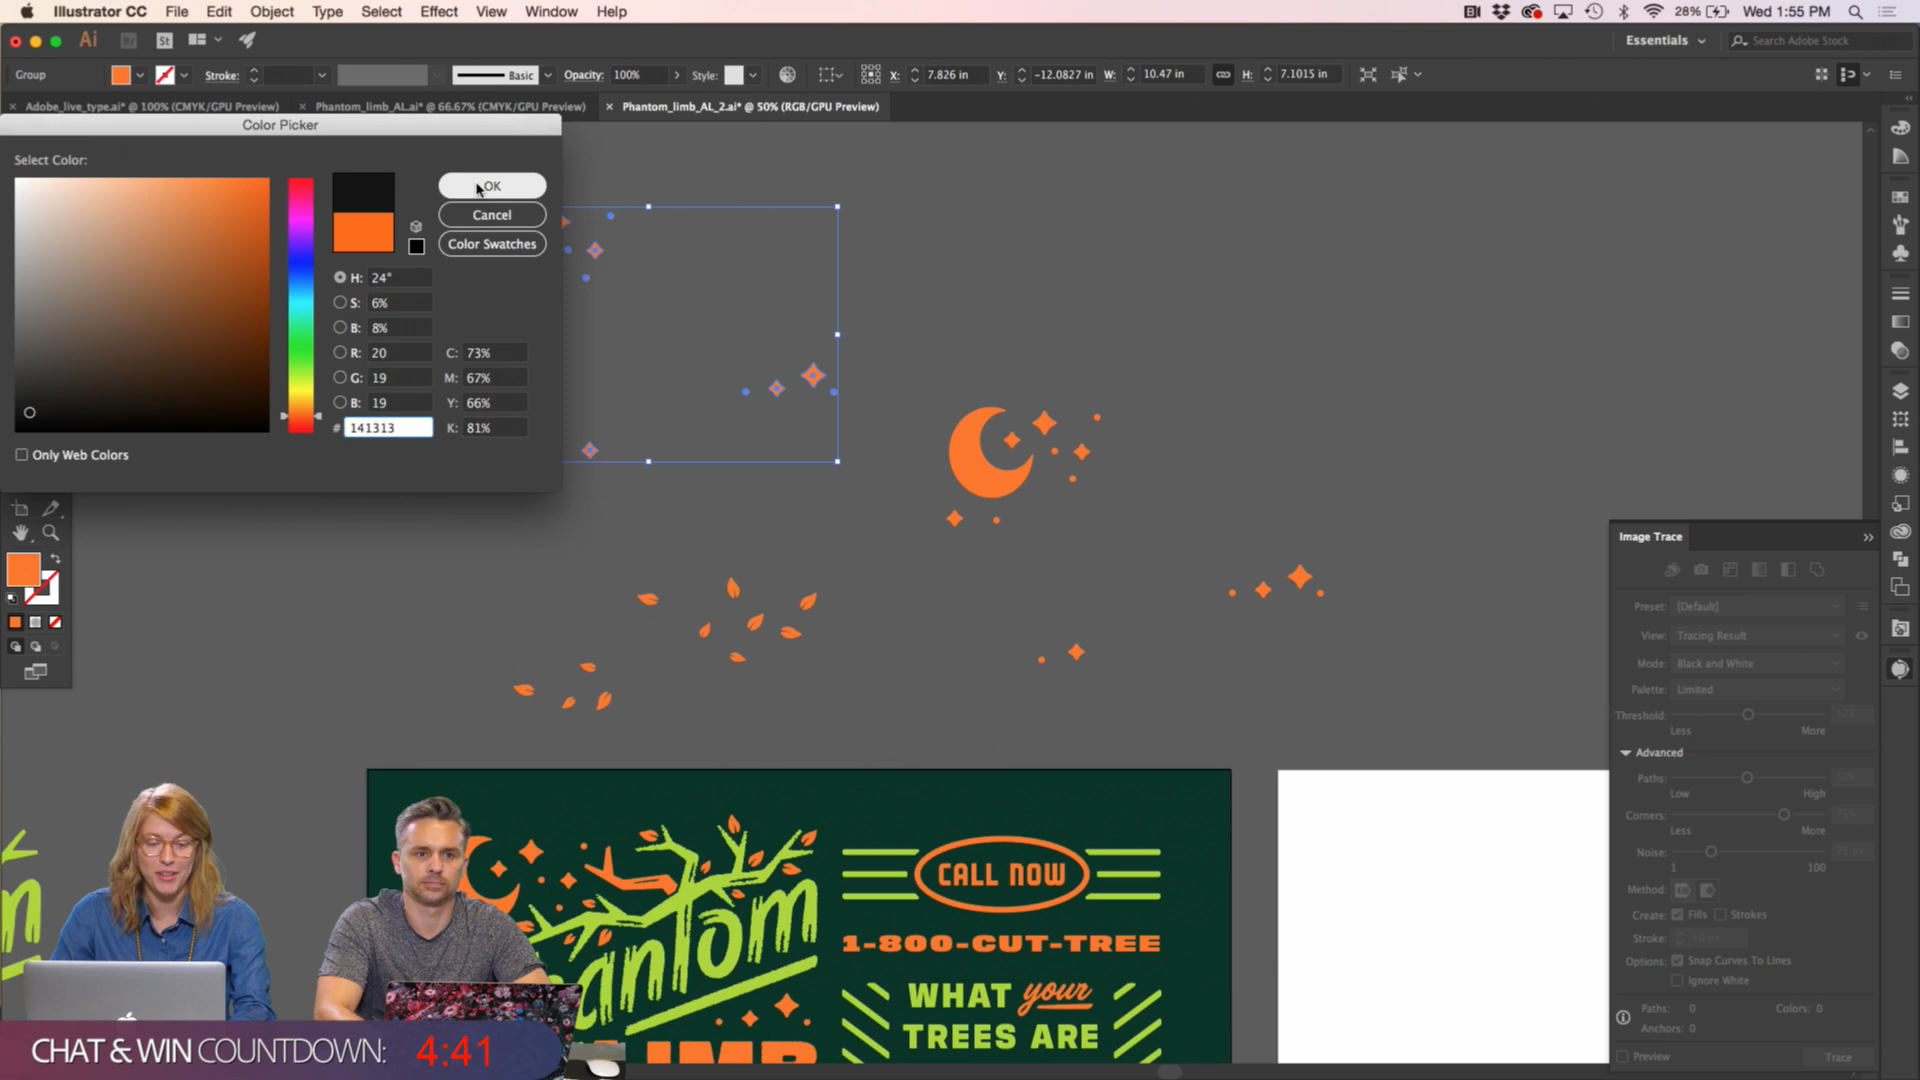 Illustrator CC File Edit Object Type Select Effect View Window Help
28% Wed 1:55 PM
Ai Br St
Essentials Search Adobe Stock
Group Stroke: Basic Opacity: 100% Style: X: 7.826 in Y: -12.0827 in W: 10.47 in H: 7.1015 in
Adobe_live_type.ai* @ 100% (CMYK/GPU Preview) Phantom_limb_AL.ai* @ 66.67% (CMYK/GPU Preview) Phantom_limb_AL_2.ai* @ 50% (RGB/GPU Preview)
Color Picker
Select Color:
OK
Cancel
Color Swatches
H: 24°
S: 6%
B: 8%
R: 20 C: 73%
G: 19 M: 67%
B: 19 Y: 66%
# 141313 K: 81%
Only Web Colors
Image Trace
Preset: [Default]
View: Tracing Result
Mode: Black and White
Palette: Limited
Threshold:
Less More
Advanced
Paths:
Low High
Corners:
Less More
Noise:
1 100
Method:
Create: Fills Strokes
Stroke:
Options: Snap Curves To Lines
Ignore White
Paths: 0 Colors: 0
Anchors: 0
Preview Trace
CALL NOW
1-800-CUT-TREE
WHAT your
TREES ARE
CHAT & WIN COUNTDOWN: 4:41